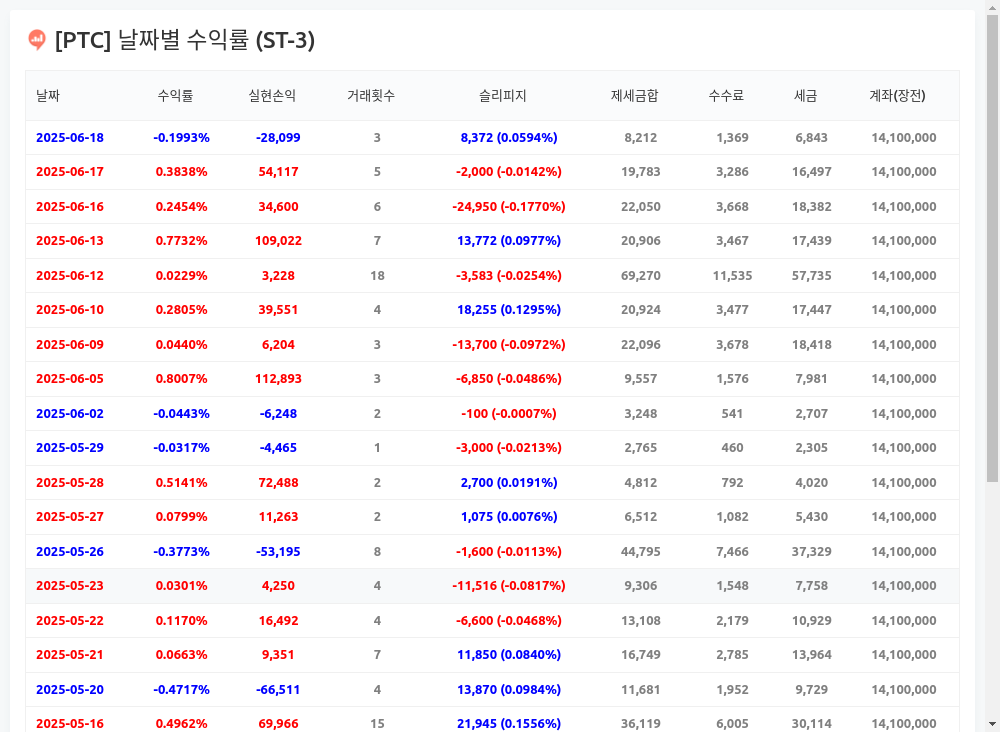 [PTC] 날짜별 수익률 (ST-3)
날짜 수익률 실현손익 거래횟수 슬리피지 제세금합 수수료 세금 계좌(장전)
2025-06-18 -0.1993% -28,099 3 8,372 (0.0594%) 8,212 1,369 6,843 14,100,000
2025-06-17 0.3838% 54,117 5 -2,000 (-0.0142%) 19,783 3,286 16,497 14,100,000
2025-06-16 0.2454% 34,600 6 -24,950 (-0.1770%) 22,050 3,668 18,382 14,100,000
2025-06-13 0.7732% 109,022 7 13,772 (0.0977%) 20,906 3,467 17,439 14,100,000
2025-06-12 0.0229% 3,228 18 -3,583 (-0.0254%) 69,270 11,535 57,735 14,100,000
2025-06-10 0.2805% 39,551 4 18,255 (0.1295%) 20,924 3,477 17,447 14,100,000
2025-06-09 0.0440% 6,204 3 -13,700 (-0.0972%) 22,096 3,678 18,418 14,100,000
2025-06-05 0.8007% 112,893 3 -6,850 (-0.0486%) 9,557 1,576 7,981 14,100,000
2025-06-02 -0.0443% -6,248 2 -100 (-0.0007%) 3,248 541 2,707 14,100,000
2025-05-29 -0.0317% -4,465 1 -3,000 (-0.0213%) 2,765 460 2,305 14,100,000
2025-05-28 0.5141% 72,488 2 2,700 (0.0191%) 4,812 792 4,020 14,100,000
2025-05-27 0.0799% 11,263 2 1,075 (0.0076%) 6,512 1,082 5,430 14,100,000
2025-05-26 -0.3773% -53,195 8 -1,600 (-0.0113%) 44,795 7,466 37,329 14,100,000
2025-05-23 0.0301% 4,250 4 -11,516 (-0.0817%) 9,306 1,548 7,758 14,100,000
2025-05-22 0.1170% 16,492 4 -6,600 (-0.0468%) 13,108 2,179 10,929 14,100,000
2025-05-21 0.0663% 9,351 7 11,850 (0.0840%) 16,749 2,785 13,964 14,100,000
2025-05-20 -0.4717% -66,511 4 13,870 (0.0984%) 11,681 1,952 9,729 14,100,000
2025-05-16 0.4962% 69,966 15 21,945 (0.1556%) 36,119 6,005 30,114 14,100,000